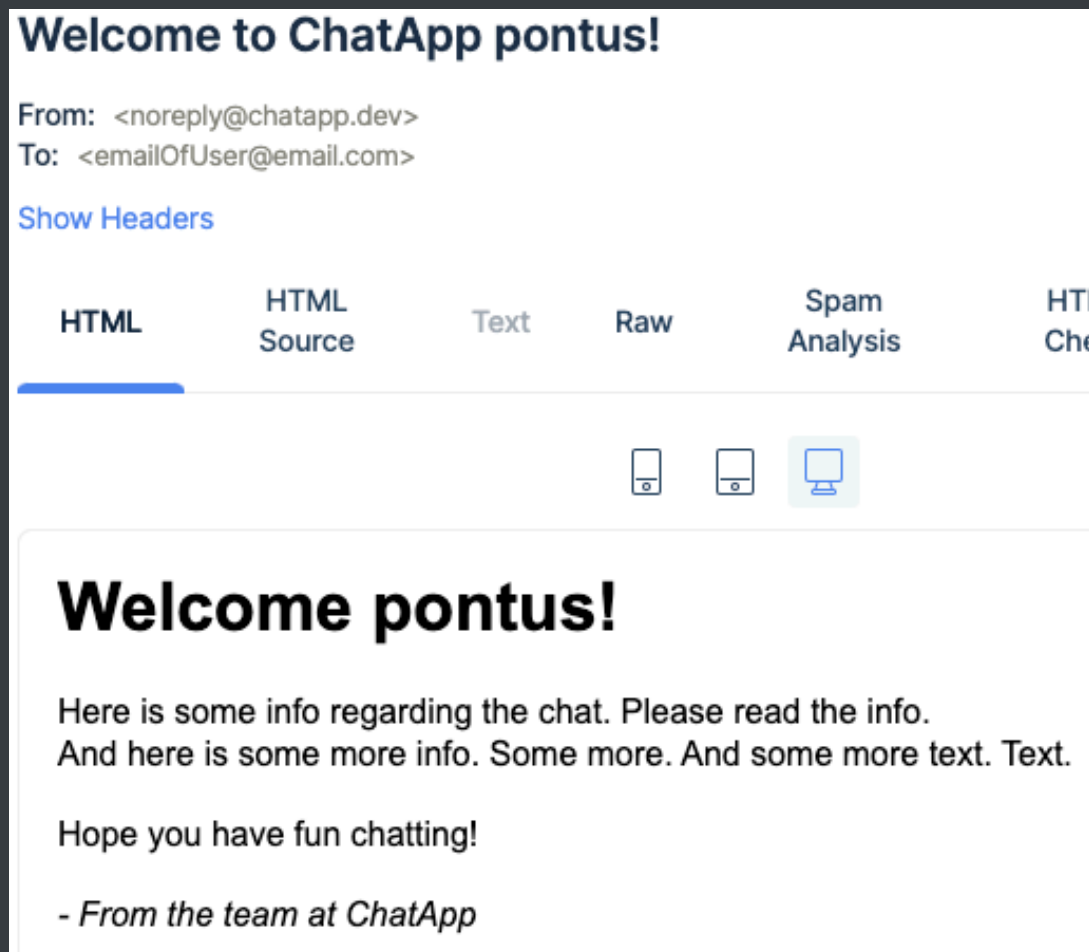 Welcome to ChatApp pontus!
From: <noreply@chatapp.dev>
To: <emailOfUser@email.com>
Show Headers
HTML
HTML
Source
Text
Raw
Spam
Analysis
Welcome pontus!
Here is some info regarding the chat. Please read the info.
And here is some more info. Some more. And some more text. Text.
Hope you have fun chatting!
- From the team at ChatApp